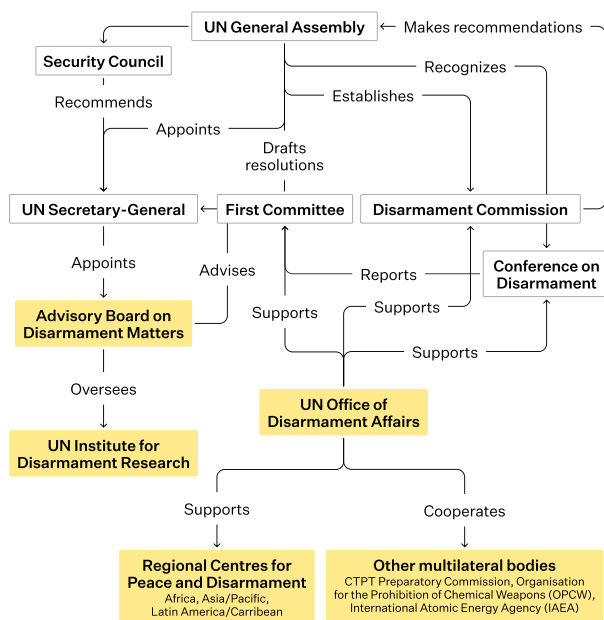 UN General Assembly
Makes recommendations
Security Council
Recognizes
Recommends
Establishes
Appoints
Drafts
resolutions
UN Secretary-General
First Committee
Disarmament Commission
Appoints
Advises
Reports
Conference on
Disarmament
Advisory Board on
Disarmament Matters
Supports
Supports
Supports
Oversees
UN Office of
Disarmament Affairs
UN Institute for
Disarmament Research
Supports
Cooperates
Regional Centres for
Peace and Disarmament
Africa, Asia/Pacific,
Latin America/Carribean
Other multilateral bodies
CTPT Preparatory Commission, Organisation
for the Prohibition of Chemical Weapons (OPCW),
International Atomic Energy Agency (IAEA)